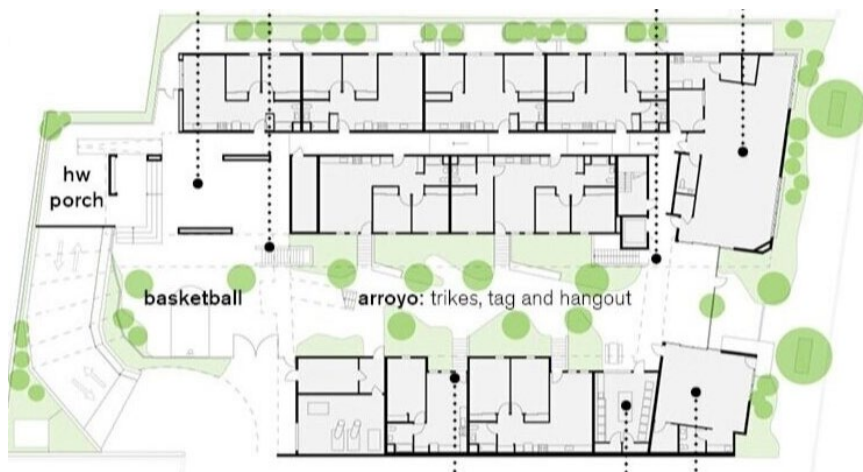 hw
porch
basketball
arroyo: trikes, tag and hangout